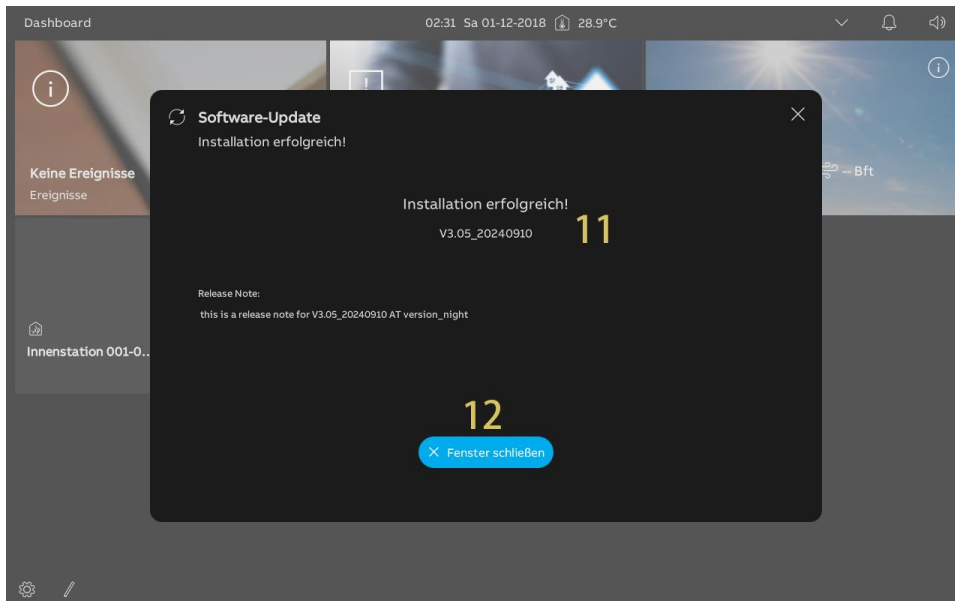 Dashboard
02:31 Sa 01-12-2018 28.9°C
Software-Update
Installation erfolgreich!
Keine Ereignisse
Ereignisse
-- Bft
Installation erfolgreich!
11
V3.05_20240910
Release Note:
this is a release note for V3.05_20240910 AT version_night
Innenstation 001-0..
12
Fenster schließen